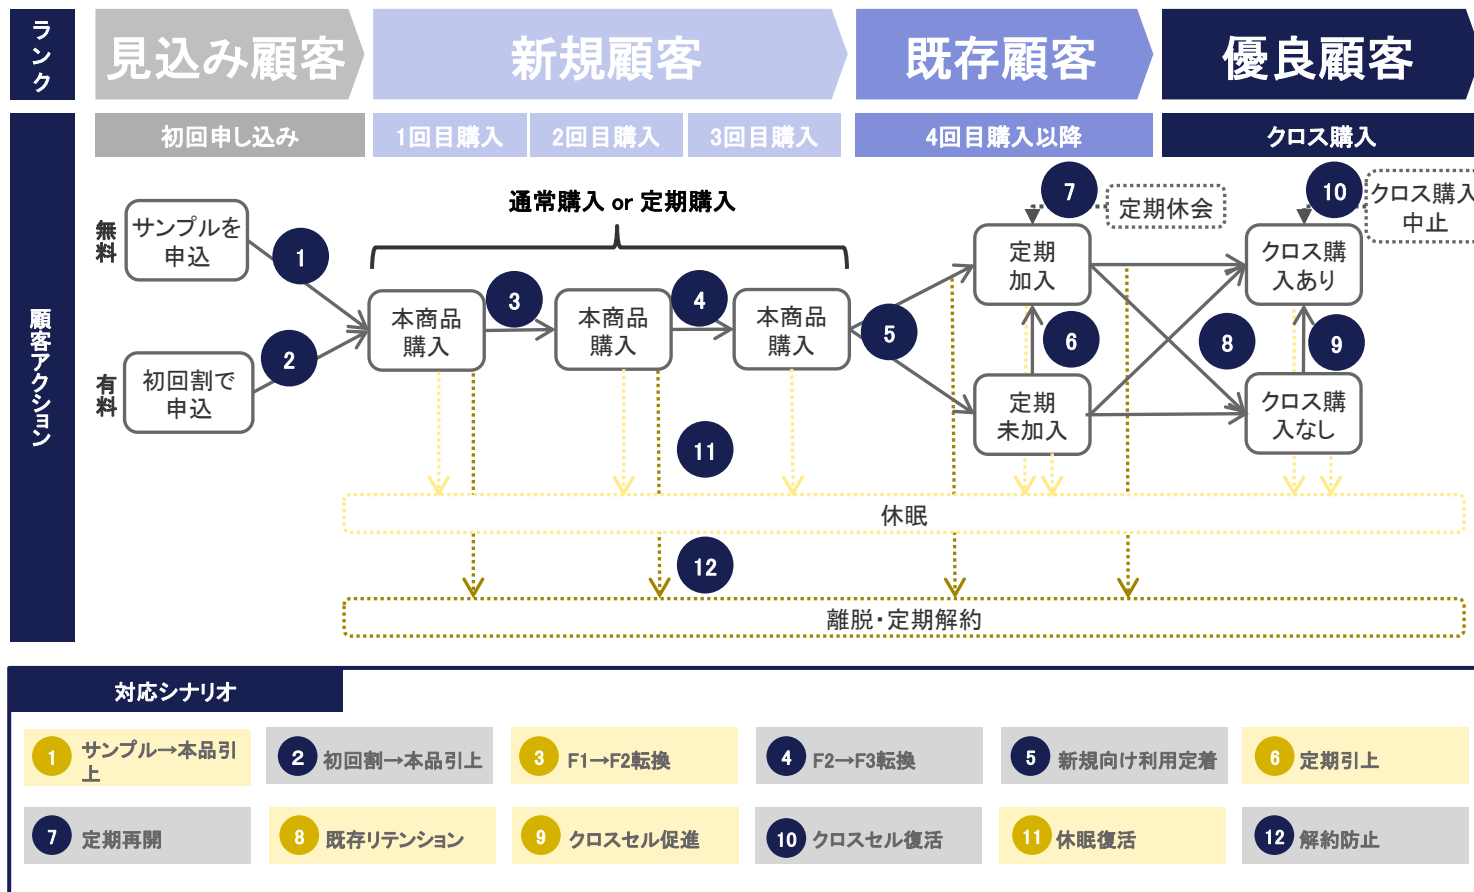 ランク
見込み顧客
新規顧客
既存顧客
優良顧客
顧客アクション
初回申し込み
1回目購入
2回目購入
3回目購入
4回目購入以降
クロス購入
通常購入 or 定期購入
無料
サンプルを
申込
有料
初回割で
申込
1
2
本商品
購入
3
本商品
購入
4
本商品
購入
5
7
定期休会
定期
加入
6
定期
未加入
8
10
クロス購入
中止
クロス購
入あり
9
クロス購
入なし
11
休眠
12
離脱・定期解約
対応シナリオ
1
サンプル→本品引
上
2
初回割→本品引上
3
F1→F2転換
4
F2→F3転換
5
新規向け利用定着
6
定期引上
7
定期再開
8
既存リテンション
9
クロスセル促進
10
クロスセル復活
11
休眠復活
12
解約防止